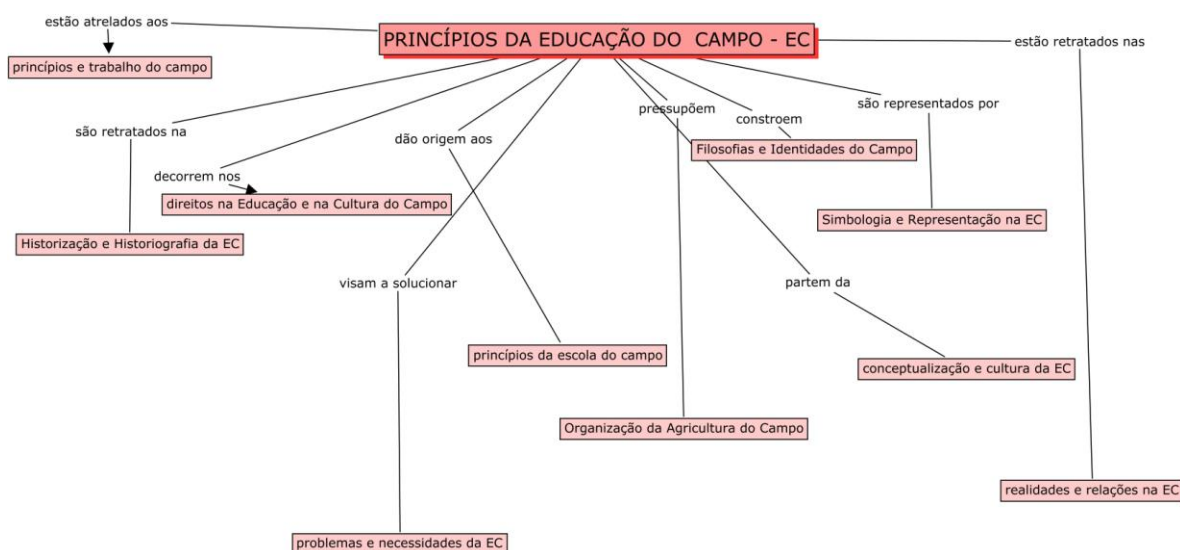 estão atrelados aos
PRINCÍPIOS DA EDUCAÇÃO DO CAMPO - EC
estão retratados nas
princípios e trabalho do campo
pressupõem
são representados por
são retratados na
constroem
dão origem aos
Filosofias e Identidades do Campo
decorrem nos
direitos na Educação e na Cultura do Campo
Simbologia e Representação na EC
Historização e Historiografia da EC
visam a solucionar
partem da
princípios da escola do campo
conceptualização e cultura da EC
Organização da Agricultura do Campo
realidades e relações na EC
problemas e necessidades da EC